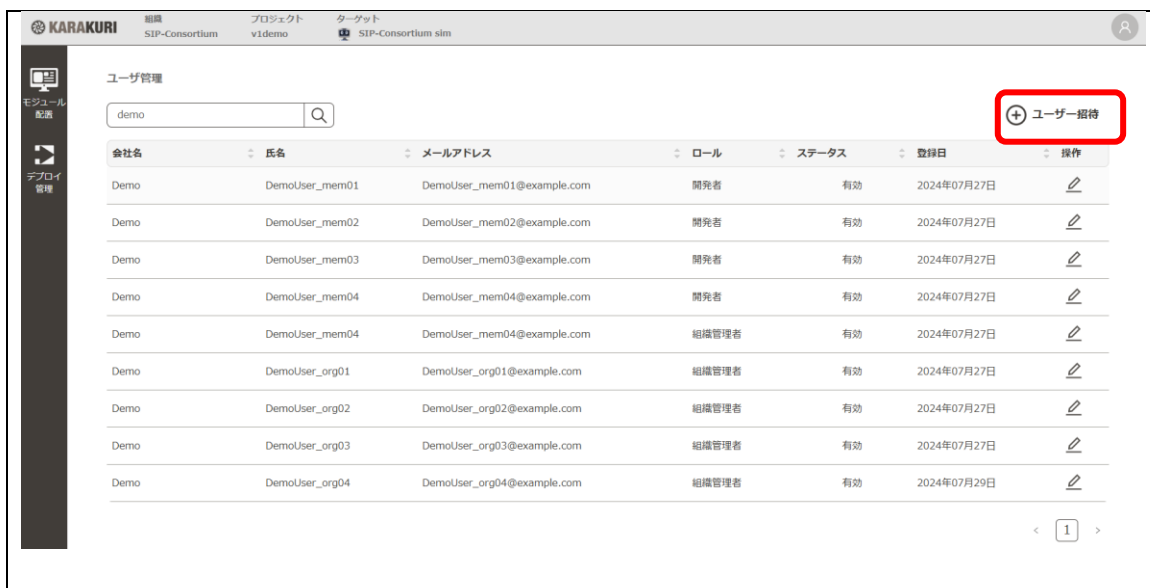 KARAKURI
組織 プロジェクト ターゲット
SIP-Consortium v1demo SIP-Consortium sim
モジュール
配置
デプロイ
管理
ユーザ管理
demo
ユーザー招待
会社名 氏名 メールアドレス ロール ステータス 登録日 操作
Demo DemoUser_mem01 DemoUser_mem01@example.com 開発者 有効 2024年07月27日
Demo DemoUser_mem02 DemoUser_mem02@example.com 開発者 有効 2024年07月27日
Demo DemoUser_mem03 DemoUser_mem03@example.com 開発者 有効 2024年07月27日
Demo DemoUser_mem04 DemoUser_mem04@example.com 開発者 有効 2024年07月27日
Demo DemoUser_mem04 DemoUser_mem04@example.com 組織管理者 有効 2024年07月27日
Demo DemoUser_org01 DemoUser_org01@example.com 組織管理者 有効 2024年07月27日
Demo DemoUser_org02 DemoUser_org02@example.com 組織管理者 有効 2024年07月27日
Demo DemoUser_org03 DemoUser_org03@example.com 組織管理者 有効 2024年07月27日
Demo DemoUser_org04 DemoUser_org04@example.com 組織管理者 有効 2024年07月29日
< 1 >